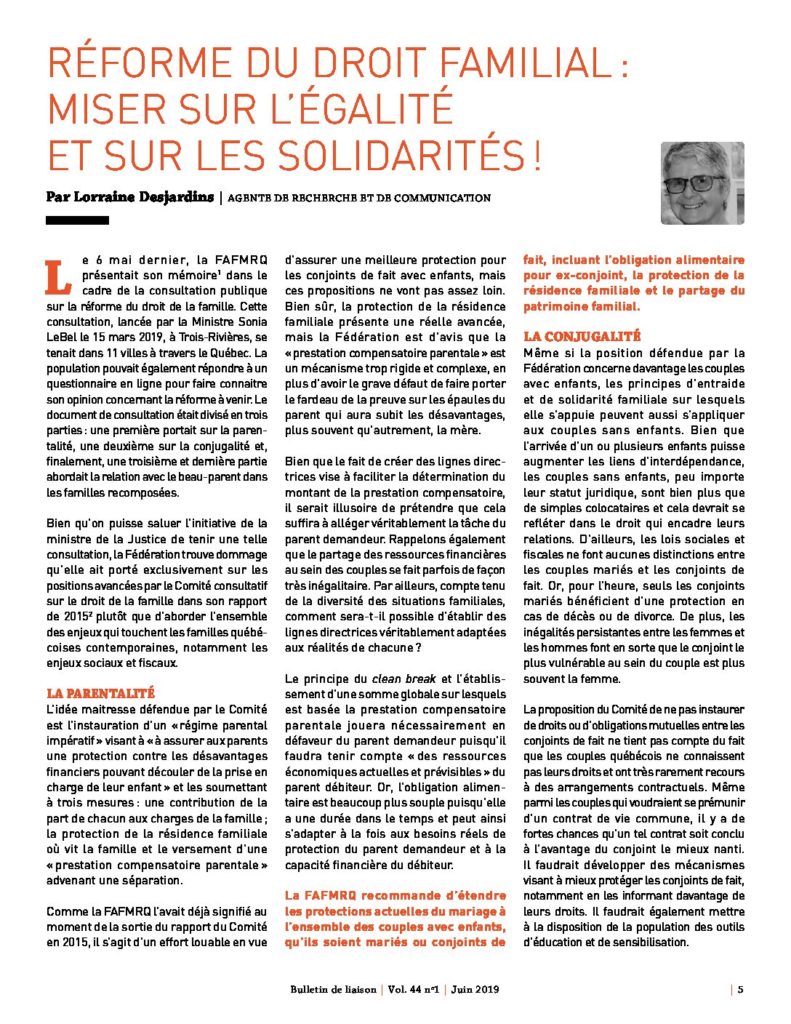 RÉFORME DU DROIT FAMILIAL :
MISER SUR L'ÉGALITÉ
ET SUR LES SOLIDARITÉS !
Par Lorraine Desjardins | AGENTE DE RECHERCHE ET DE COMMUNICATION
Le 6 mai dernier, la FAFMRQ
présentait son mémoire¹ dans le
cadre de la consultation publique
sur la réforme du droit de la famille. Cette
consultation, lancée par la Ministre Sonia
LeBel le 15 mars 2019, à Trois-Rivières, se
tenait dans 11 villes à travers le Québec. La
population pouvait également répondre à un
questionnaire en ligne pour faire connaitre
son opinion concernant la réforme à venir. Le
document de consultation était divisé en trois
parties : une première portait sur la paren-
talité, une deuxième sur la conjugalité et,
finalement, une troisième et dernière partie
abordait la relation avec le beau-parent dans
les familles recomposées.
Bien qu'on puisse saluer l'initiative de la
ministre de la Justice de tenir une telle
consultation, la Fédération trouve dommage
qu'elle ait porté exclusivement sur les
positions avancées par le Comité consultatif
sur le droit de la famille dans son rapport
de 2015² plutôt que d'aborder l'ensemble
des enjeux qui touchent les familles québé-
coises contemporaines, notamment les
enjeux sociaux et fiscaux.
LA PARENTALITÉ
L'idée maitresse défendue par le Comité
est l'instauration d'un « régime parental
impératif » visant à « à assurer aux parents
une protection contre les désavantages
financiers pouvant découler de la prise en
charge de leur enfant » et les soumettant
à trois mesures : une contribution de la
part de chacun aux charges de la famille ;
la protection de la résidence familiale
où vit la famille et le versement d'une
« prestation compensatoire parentale »
advenant une séparation.
Comme la FAFMRQ l'avait déjà signifié au
moment de la sortie du rapport du Comité
en 2015, il s'agit d'un effort louable en vue
d'assurer une meilleure protection pour
les conjoints de fait avec enfants, mais
ces propositions ne vont pas assez loin.
Bien sûr, la protection de la résidence
familiale présente une réelle avancée,
mais la Fédération est d'avis que la
« prestation compensatoire parentale » est
un mécanisme trop rigide et complexe, en
plus d'avoir le grave défaut de faire porter
le fardeau de la preuve sur les épaules du
parent qui aura subit les désavantages,
plus souvent qu'autrement, la mère.
Bien que le fait de créer des lignes direc-
trices vise à faciliter la détermination du
montant de la prestation compensatoire,
il serait illusoire de prétendre que cela
suffira à alléger véritablement la tâche du
parent demandeur. Rappelons également
que le partage des ressources financières
au sein des couples se fait parfois de façon
très inégalitaire. Par ailleurs, compte tenu
de la diversité des situations familiales,
comment sera-t-il possible d'établir des
lignes directrices véritablement adaptées
aux réalités de chacune ?
Le principe du clean break et l'établis-
sement d'une somme globale sur lesquels
est basée la prestation compensatoire
parentale jouera nécessairement en
défaveur du parent demandeur puisqu'il
faudra tenir compte « des ressources
économiques actuelles et prévisibles » du
parent débiteur. Or, l'obligation alimen-
taire est beaucoup plus souple puisqu'elle
a une durée dans le temps et peut ainsi
s'adapter à la fois aux besoins réels de
protection du parent demandeur et à la
capacité financière du débiteur.
La FAFMRQ recommande d'étendre
les protections actuelles du mariage à
l'ensemble des couples avec enfants,
qu'ils soient mariés ou conjoints de
fait, incluant l'obligation alimentaire
pour ex-conjoint, la protection de la
résidence familiale et le partage du
patrimoine familial.
LA CONJUGALITÉ
Même si la position défendue par la
Fédération concerne davantage les couples
avec enfants, les principes d'entraide
et de solidarité familiale sur lesquels
elle s'appuie peuvent aussi s'appliquer
aux couples sans enfants. Bien que
l'arrivée d'un ou plusieurs enfants puisse
augmenter les liens d'interdépendance,
les couples sans enfants, peu importe
leur statut juridique, sont bien plus que
de simples colocataires et cela devrait se
refléter dans le droit qui encadre leurs
relations. D'ailleurs, les lois sociales et
fiscales ne font aucunes distinctions entre
les couples mariés et les conjoints de
fait. Or, pour l'heure, seuls les conjoints
mariés bénéficient d'une protection en
cas de décès ou de divorce. De plus, les
inégalités persistantes entre les femmes et
les hommes font en sorte que le conjoint le
plus vulnérable au sein du couple est plus
souvent la femme.
La proposition du Comité de ne pas instaurer
de droits ou d'obligations mutuelles entre les
conjoints de fait ne tient pas compte du fait
que les couples québécois ne connaissent
pas leurs droits et ont très rarement recours
à des arrangements contractuels. Même
parmi les couples qui voudraient se prémunir
d'un contrat de vie commune, il y a de
fortes chances qu'un tel contrat soit conclu
à l'avantage du conjoint le mieux nanti.
Il faudrait développer des mécanismes
visant à mieux protéger les conjoints de fait,
notamment en les informant davantage de
leurs droits. Il faudrait également mettre
à la disposition de la population des outils
d'éducation et de sensibilisation.
Bulletin de liaison | Vol. 44 nº1 | Juin 2019 | 5